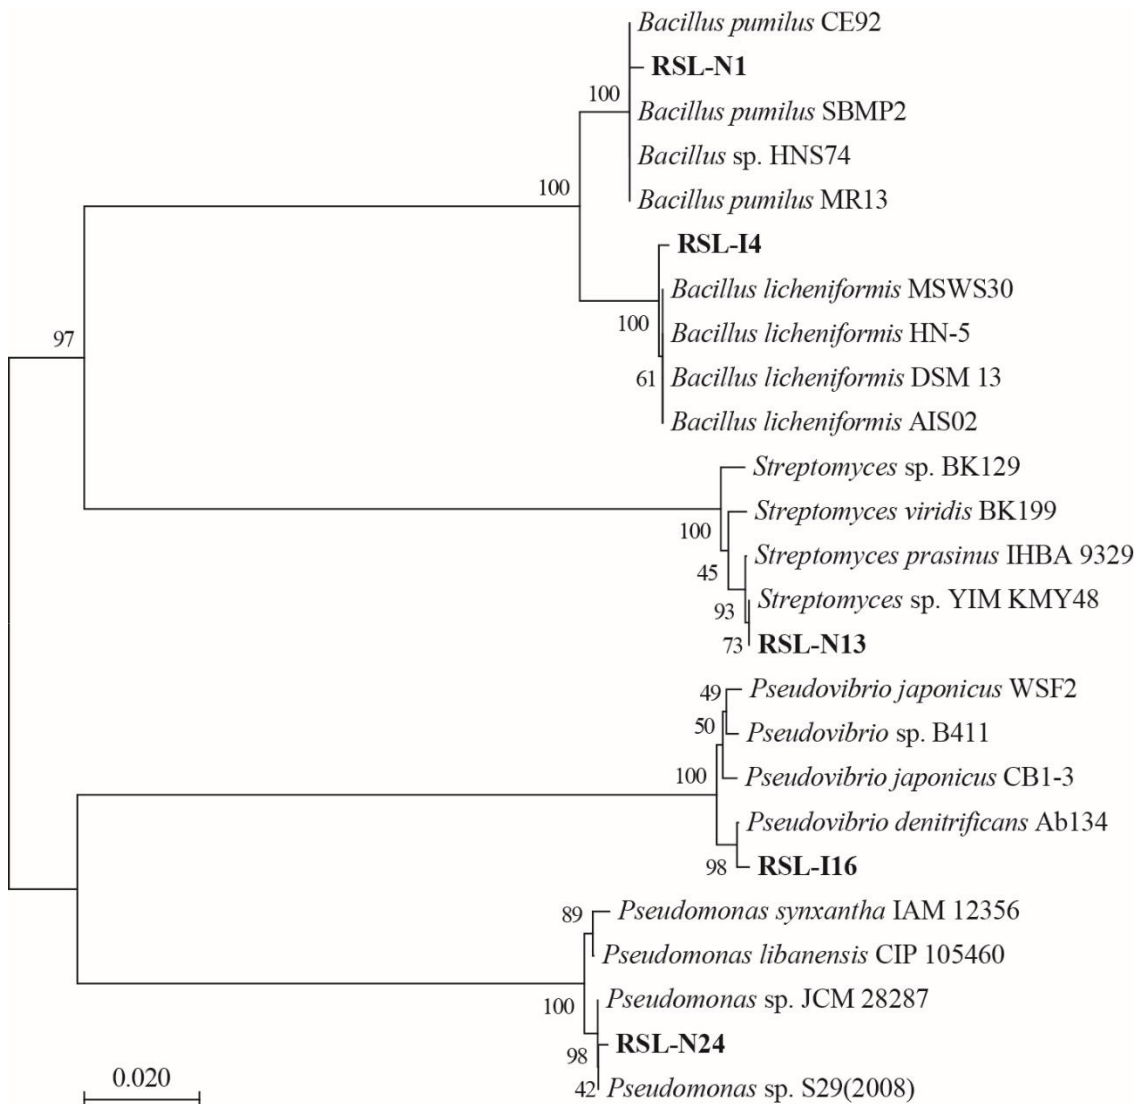 Bacillus pumilus CE92
RSL-N1
100
Bacillus pumilus SBMP2
Bacillus sp. HNS74
100
Bacillus pumilus MR13
RSL-I4
Bacillus licheniformis MSWS30
100
Bacillus licheniformis HN-5
97
61
Bacillus licheniformis DSM 13
Bacillus licheniformis AIS02
Streptomyces sp. BK129
Streptomyces viridis BK199
100
Streptomyces prasinus IHBA 9329
45
Streptomyces sp. YIM KMY48
93
73
RSL-N13
49
Pseudovibrio japonicus WSF2
50
Pseudovibrio sp. B411
100
Pseudovibrio japonicus CB1-3
Pseudovibrio denitrificans Ab134
98
RSL-I16
89
Pseudomonas synxantha IAM 12356
Pseudomonas libanensis CIP 105460
100
Pseudomonas sp. JCM 28287
RSL-N24
98
42
Pseudomonas sp. S29(2008)
0.020